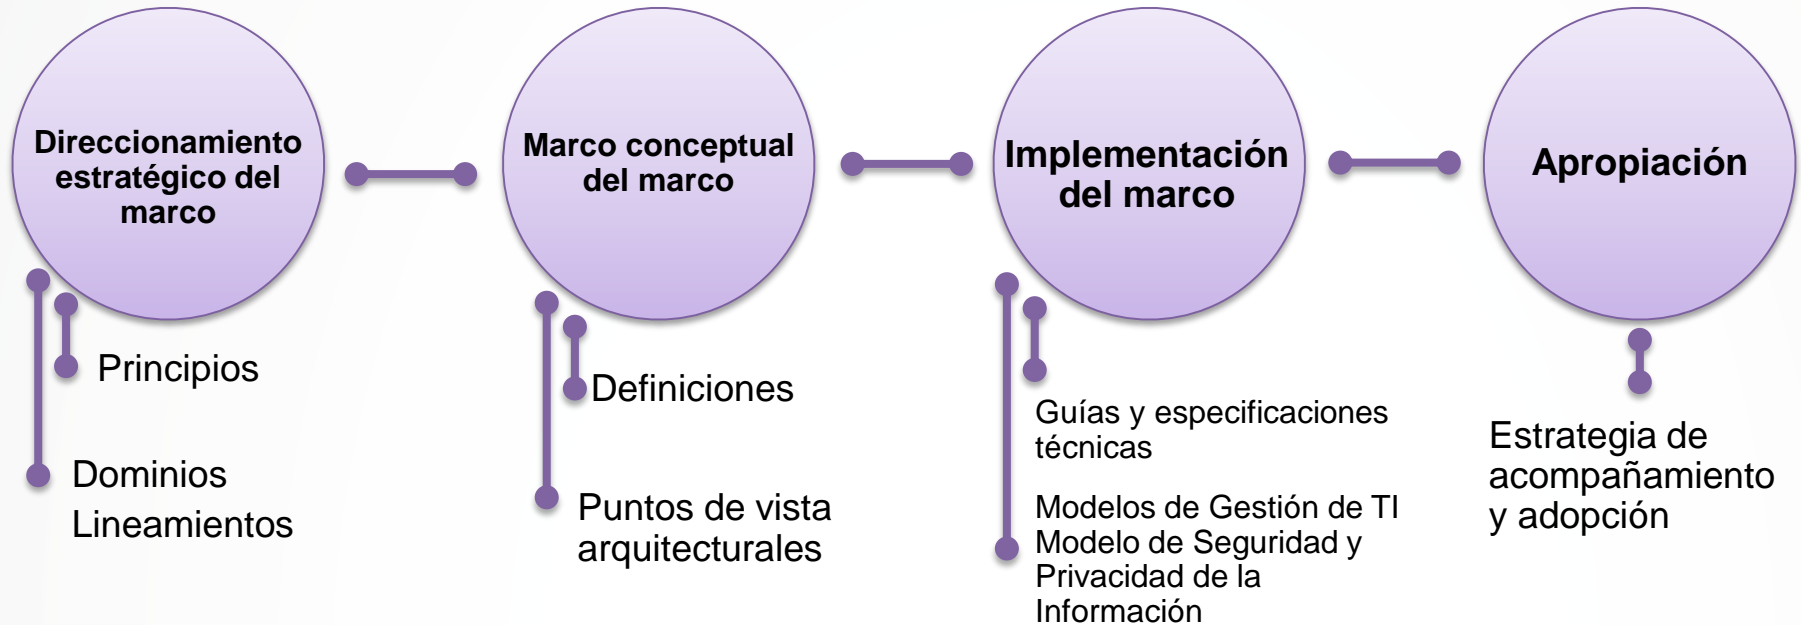 Direccionamiento
estratégico del
marco
Principios
Dominios
Lineamientos
Marco conceptual
del marco
Definiciones
Puntos de vista
arquitecturales
Implementación
del marco
Guías y especificaciones
técnicas
Modelos de Gestión de TI
Modelo de Seguridad y
Privacidad de la
Información
Apropiación
Estrategia de
acompañamiento
y adopción